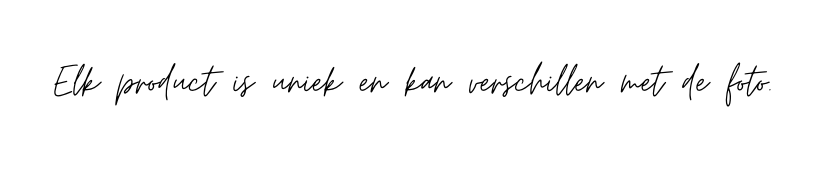 Elk product is uniek en kan verschillen met de foto.